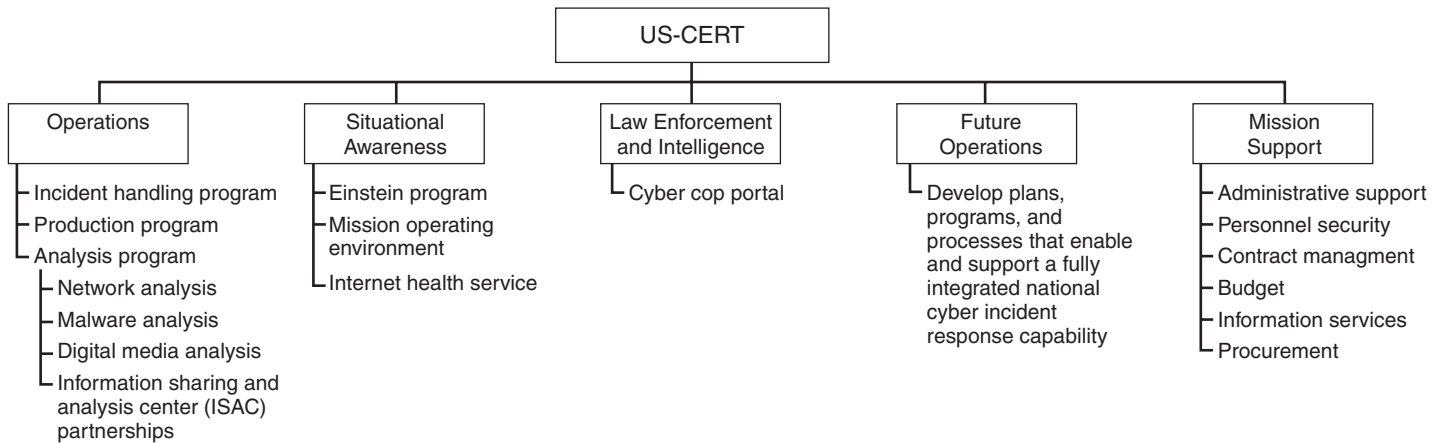 US-CERT
Operations
Incident handling program
Production program
Analysis program
Network analysis
Malware analysis
Digital media analysis
Information sharing and
analysis center (ISAC)
partnerships
Situational
Awareness
Einstein program
Mission operating
environment
Internet health service
Law Enforcement
and Intelligence
Cyber cop portal
Future
Operations
Develop plans,
programs, and
processes that enable
and support a fully
integrated national
cyber incident
response capability
Mission
Support
Administrative support
Personnel security
Contract managment
Budget
Information services
Procurement